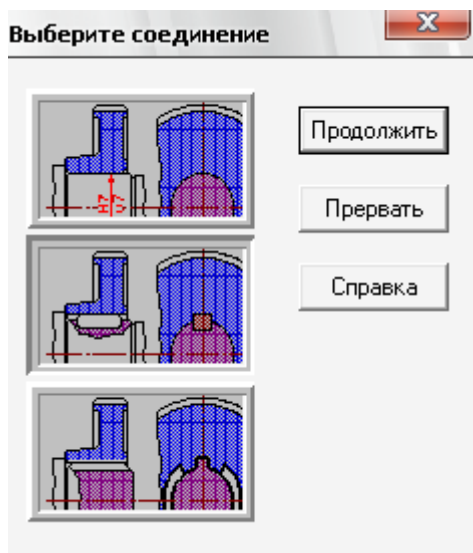 Выберите соединение
Продолжить
Прервать
Справка